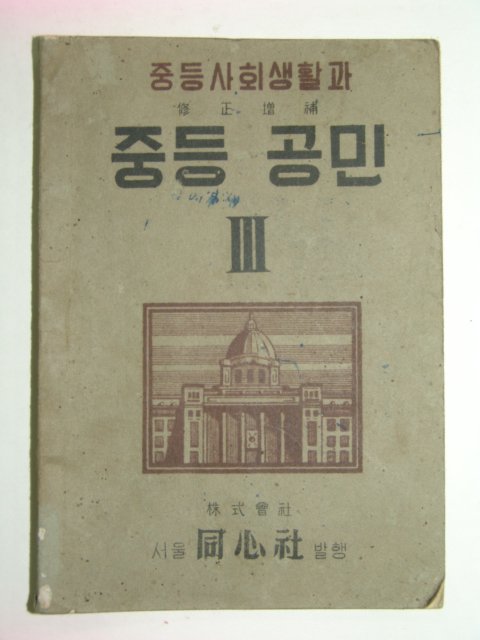 중등사회생활과
修正增補
중등 공민
III
株式會社
서울 同心社 발행